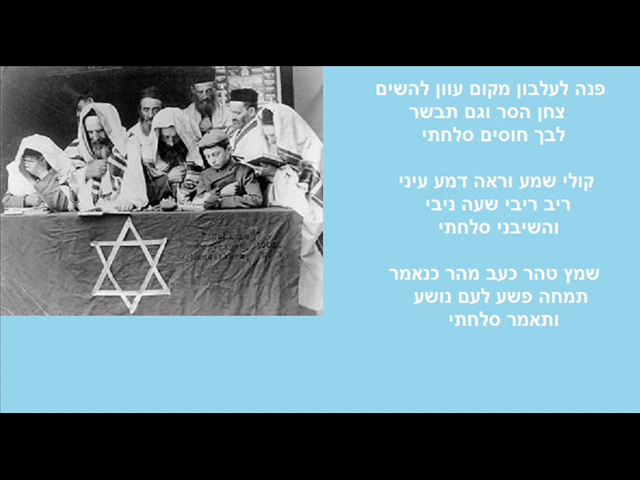 פנה לעלבון מקום עוון להשים
צחן הסר וגם תבשר
לבך חוסים סלחתי
קולי שמע וראה דמע עיני
ריב ריבי שעה ניבי
והשיבני סלחתי
שמץ טהר כעב מהר כנאמר
תמחה פשע לעם נושע
ותאמר סלחתי